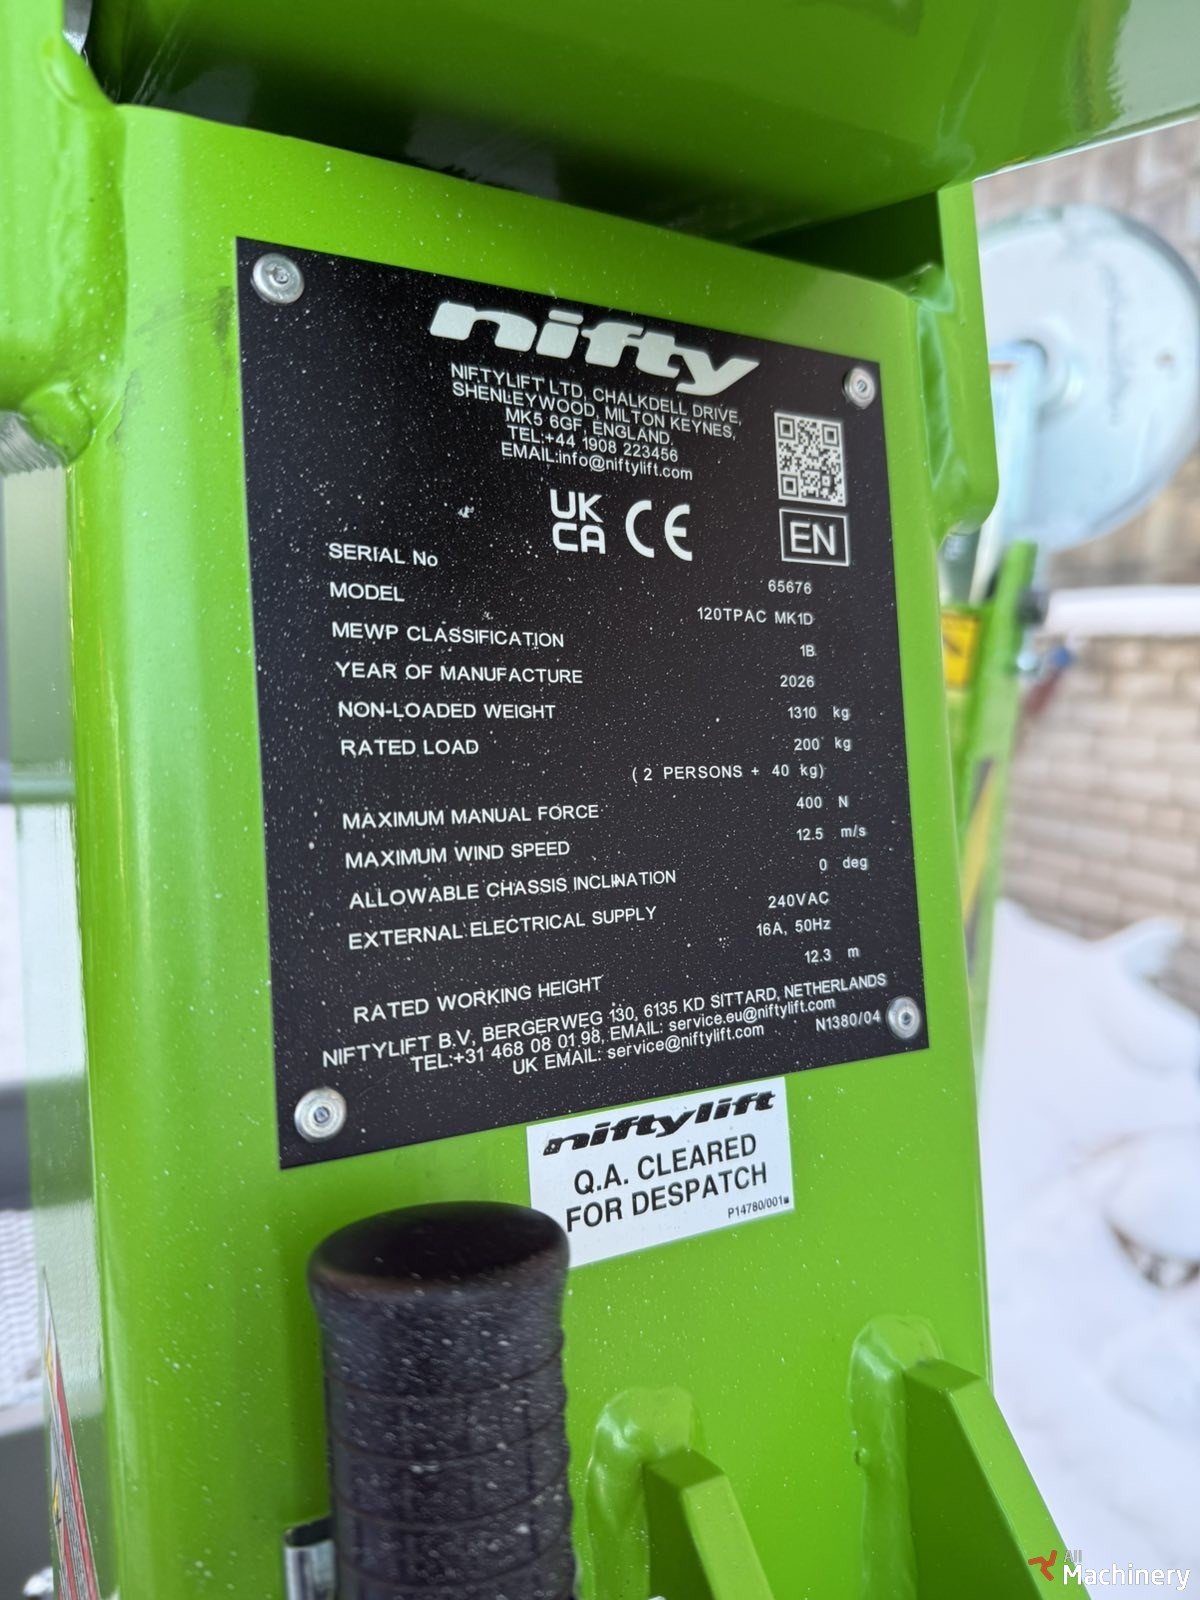 nifty
NIFTYLIFT LTD, CHALKDELL DRIVE,
SHENLEYWOOD, MILTON KEYNES,
MK5 6GF, ENGLAND,
TEL:+44 1908 223456
EMAIL:info@niftylift.com
UK
CA CE
EN
SERIAL No 65676
MODEL 120TPAC MK1D
MEWP CLASSIFICATION 1B
YEAR OF MANUFACTURE 2026
NON-LOADED WEIGHT 1310 kg
RATED LOAD 200 kg
( 2 PERSONS + 40 kg)
MAXIMUM MANUAL FORCE 400 N
MAXIMUM WIND SPEED 12.5 m/s
ALLOWABLE CHASSIS INCLINATION 0 deg
EXTERNAL ELECTRICAL SUPPLY 240VAC
16A, 50Hz
RATED WORKING HEIGHT 12.3 m
NIFTYLIFT B.V, BERGERWEG 130, 6135 KD SITTARD, NETHERLANDS
TEL:+31 468 08 01 98, EMAIL: service.eu@niftylift.com
UK EMAIL: service@niftylift.com
N1380/04
niftylift
Q.A. CLEARED
FOR DESPATCH
P14780/001
All
Machinery